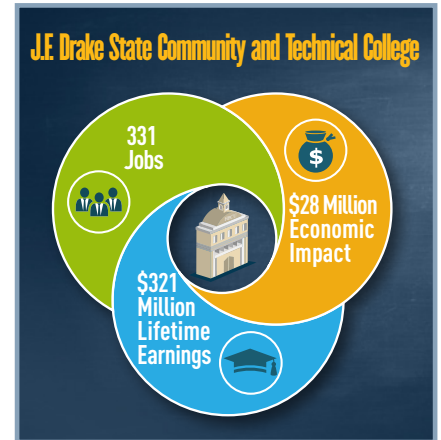 J.F. Drake State Community and Technical College
331
Jobs
$
$28 Million
Economic
Impact
$321
Million
Lifetime
Earnings